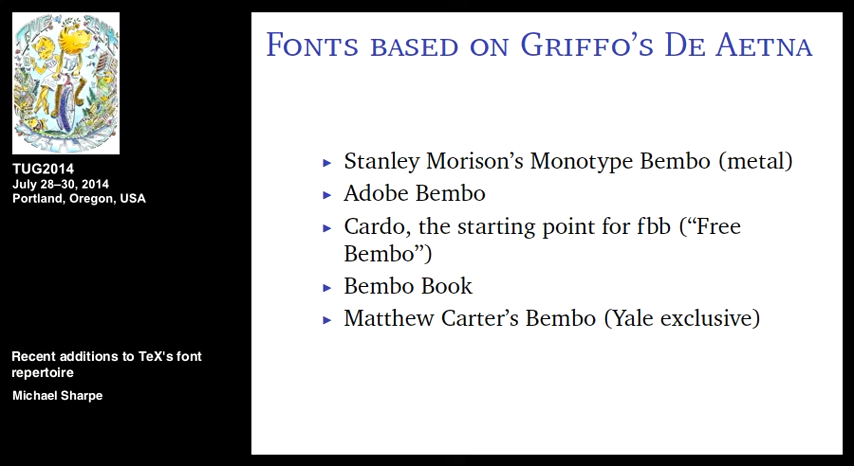 TUG2014
July 28–30, 2014
Portland, Oregon, USA
Recent additions to TeX's font
repertoire
Michael Sharpe
Fonts based on Griffo’s De Aetna
▸ Stanley Morison’s Monotype Bembo (metal)
▸ Adobe Bembo
▸ Cardo, the starting point for fbb (“Free
Bembo”)
▸ Bembo Book
▸ Matthew Carter’s Bembo (Yale exclusive)